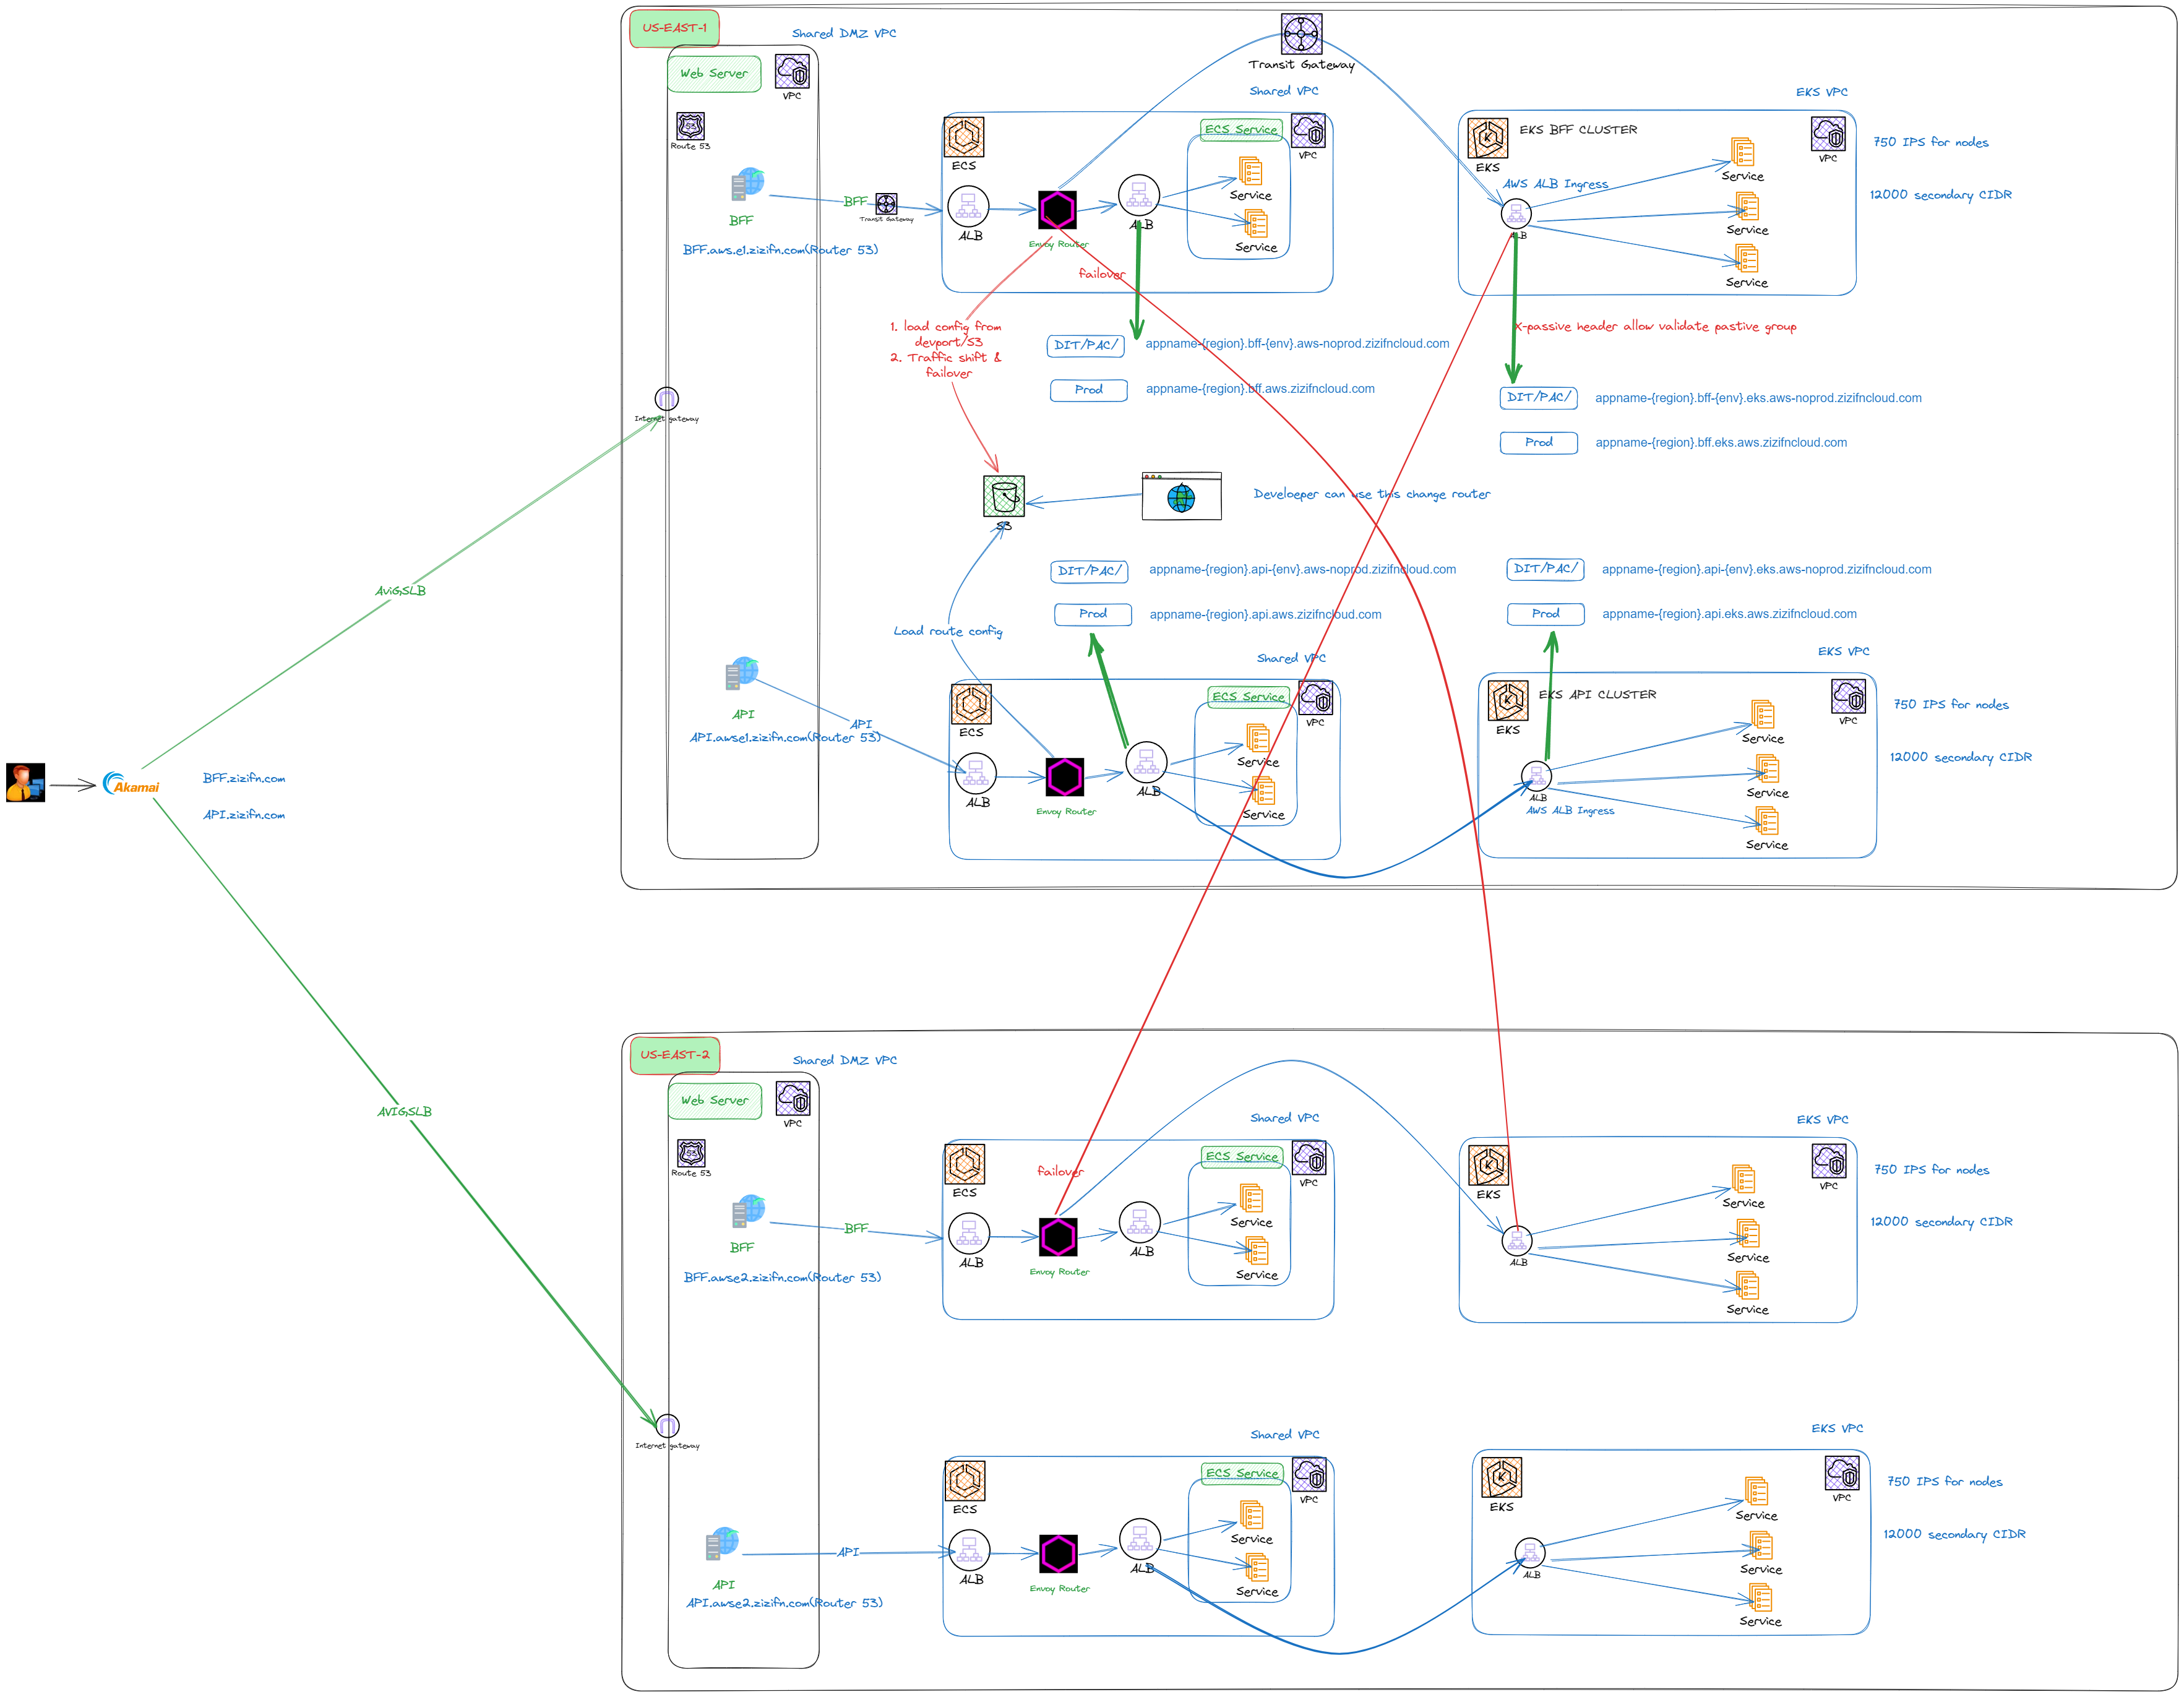 US-EAST-1
Shared DMZ VPC
Web Server
VPC
Route 53
BFF
BFF.aws.e1.zizifn.com(Router 53)
BFF
Transit Gateway
Internet gateway
API
API.awse1.zizifn.com(Router 53)
API
Transit Gateway
Shared VPC
ECS
ECS Service
VPC
ALB
Envoy Router
ALB
Service
Service
failover
EKS VPC
EKS
EKS BFF CLUSTER
VPC
AWS ALB Ingress
ALB
Service
Service
Service
750 IPS for nodes
12000 secondary CIDR
1. load config from
devport/S3
2. Traffic shift &
failover
DIT/PAC/
appname-{region}.bff-{env}.aws-noprod.zizifncloud.com
Prod
appname-{region}.bff.aws.zizifncloud.com
X-passive header allow validate pastive group
DIT/PAC/
appname-{region}.bff-{env}.eks.aws-noprod.zizifncloud.com
Prod
appname-{region}.bff.eks.aws.zizifncloud.com
S3
Develoeper can use this change router
DIT/PAC/
appname-{region}.api-{env}.aws-noprod.zizifncloud.com
Prod
appname-{region}.api.aws.zizifncloud.com
DIT/PAC/
appname-{region}.api-{env}.eks.aws-noprod.zizifncloud.com
Prod
appname-{region}.api.eks.aws.zizifncloud.com
Load route config
Shared VPC
ECS
ECS Service
VPC
ALB
Envoy Router
ALB
Service
Service
EKS VPC
EKS
EKS API CLUSTER
VPC
ALB
AWS ALB Ingress
Service
Service
Service
750 IPS for nodes
12000 secondary CIDR
AviGSLB
Akamai
BFF.zizifn.com
API.zizifn.com
AVIGSLB
US-EAST-2
Shared DMZ VPC
Web Server
VPC
Route 53
BFF
BFF.awse2.zizifn.com(Router 53)
BFF
Internet gateway
API
API.awse2.zizifn.com(Router 53)
API
Shared VPC
ECS
ECS Service
VPC
failover
ALB
Envoy Router
ALB
Service
Service
EKS VPC
EKS
VPC
ALB
Service
Service
Service
750 IPS for nodes
12000 secondary CIDR
Shared VPC
ECS
ECS Service
VPC
ALB
Envoy Router
ALB
Service
Service
EKS VPC
EKS
VPC
ALB
Service
Service
Service
750 IPS for nodes
12000 secondary CIDR